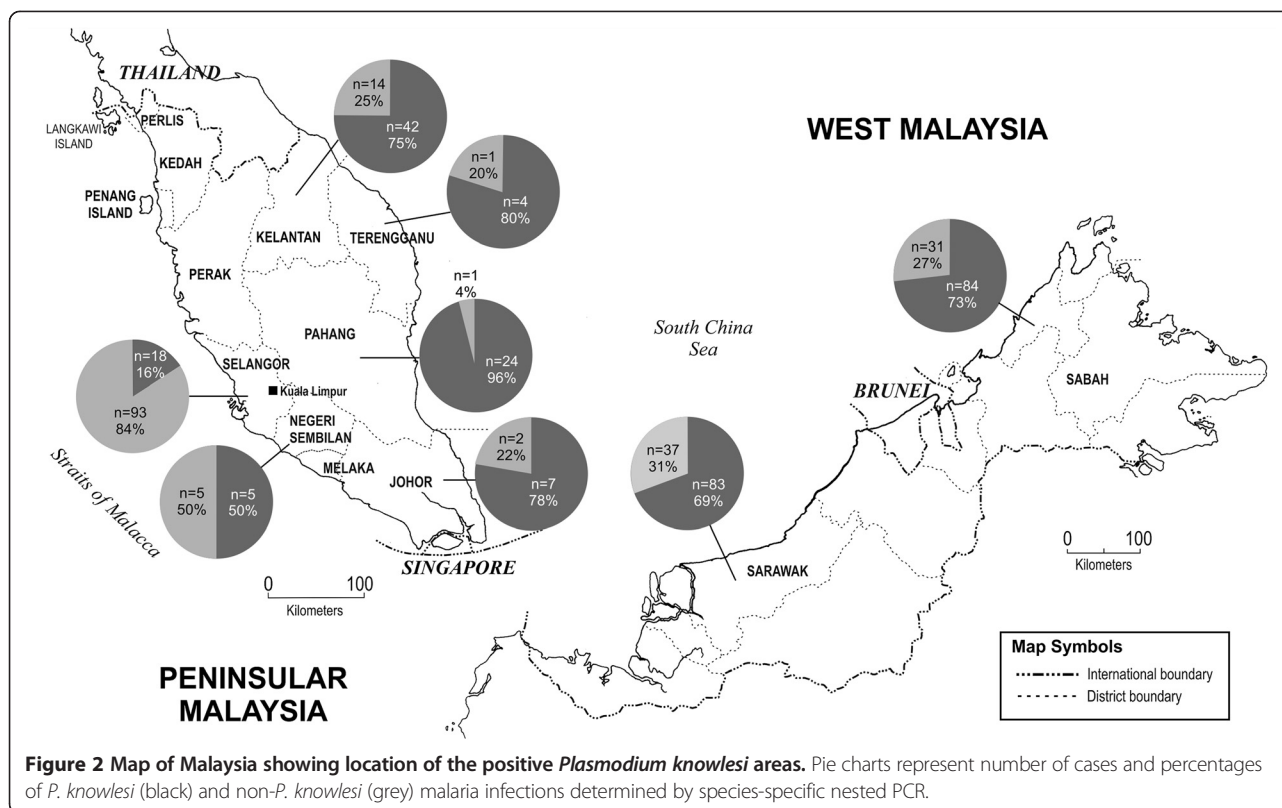 THAILAND
LANGKAWI
ISLAND
PERLIS
KEDAH
PENANG
ISLAND
PERAK
KELANTAN
TERENGGANU
PAHANG
SELANGOR
Kuala Limpur
NEGERI
SEMBILAN
MELAKA
JOHOR
SINGAPORE
Straits of Malacca
n=14
25%
n=42
75%
n=1
20%
n=4
80%
n=1
4%
n=24
96%
n=18
16%
n=93
84%
n=5
50%
n=5
50%
n=2
22%
n=7
78%
0 100
Kilometers
PENINSULAR
MALAYSIA
WEST MALAYSIA
South China
Sea
n=31
27%
n=84
73%
BRUNEI
SABAH
n=37
31%
n=83
69%
SARAWAK
0 100
Kilometers
Map Symbols
International boundary
District boundary
Figure 2 Map of Malaysia showing location of the positive Plasmodium knowlesi areas. Pie charts represent number of cases and percentages
of P. knowlesi (black) and non-P. knowlesi (grey) malaria infections determined by species-specific nested PCR.